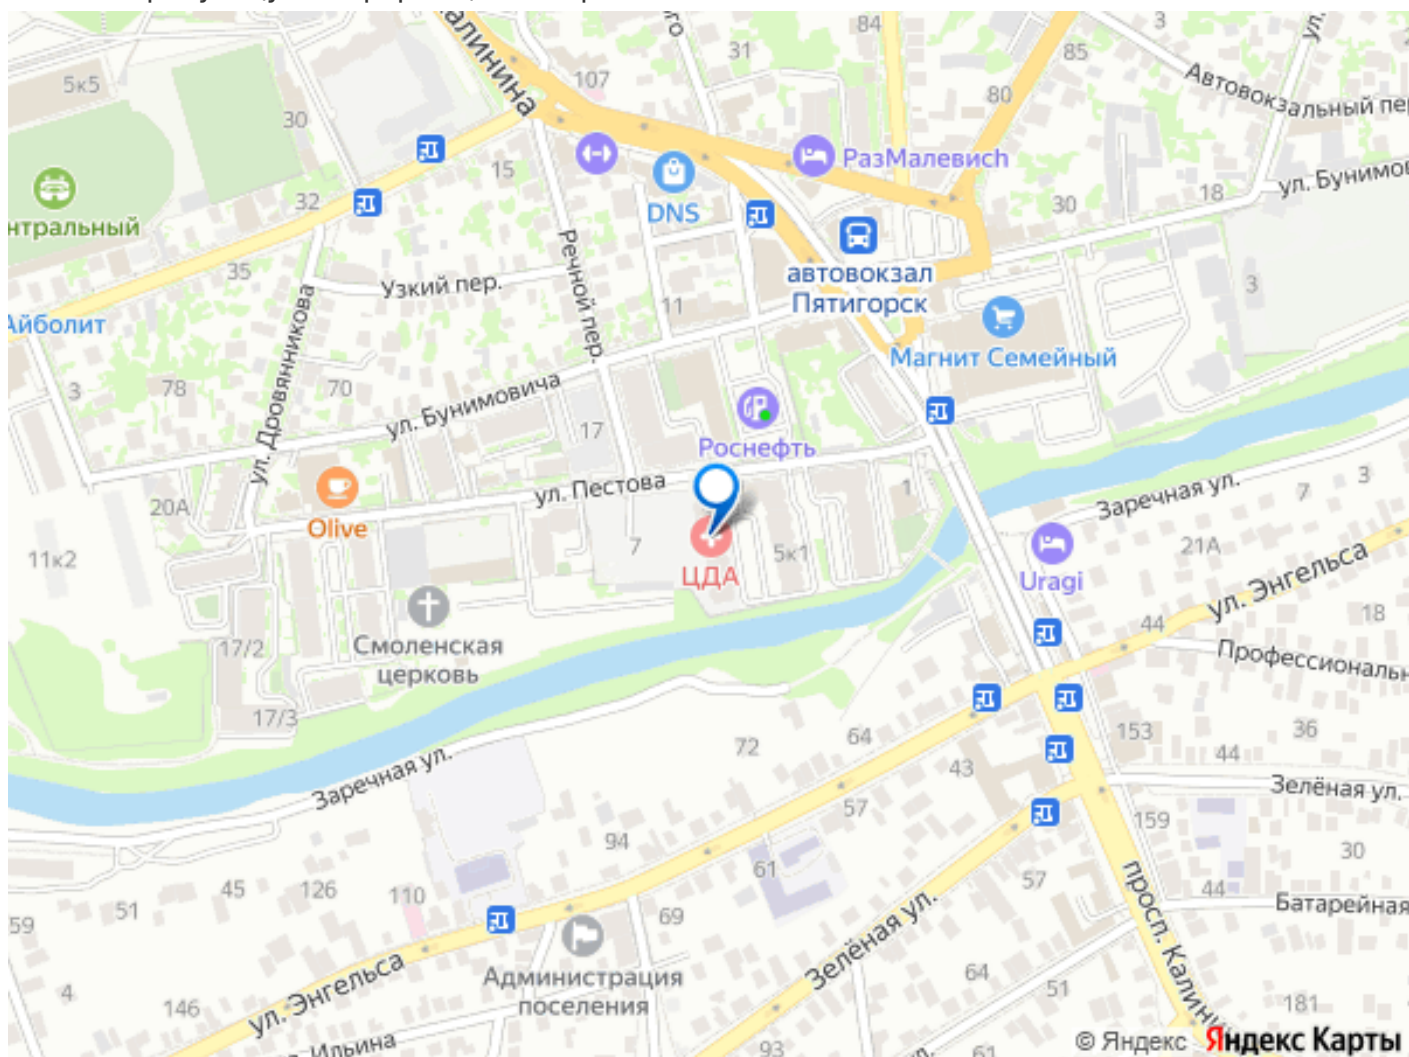 5к5
30
107
31
84
85
3
80
ул.
Автовокзальный пер
калинина
15
РазМалевич
DNS
18
30
ул. Бунимов
32
нтральный
35
Узкий пер.
Речной пер.
11
автовокзал
Пятигорск
3
Айболит
Магнит Семейный
3
78
70
ул. Дровянникова
ул. Бунимовича
17
Роснефть
ул. Пестова
20А
Olive
1
Заречная ул.
7
3
11к2
7
ЦДА
5к1
Uragi
21А
ул. Энгельса
18
44
Смоленская
церковь
17/2
17/3
Профессиональн
153
36
44
72
64
43
Заречная ул.
Зелёная ул.
57
94
61
159
30
45
126
110
51
59
69
57
44
Батарейная
Зелёная ул.
просп. Калини
Администрация
поселения
4
146
ул. Энгельса
64
51
181
Ильина
93
61
© Яндекс Яндекс Карты